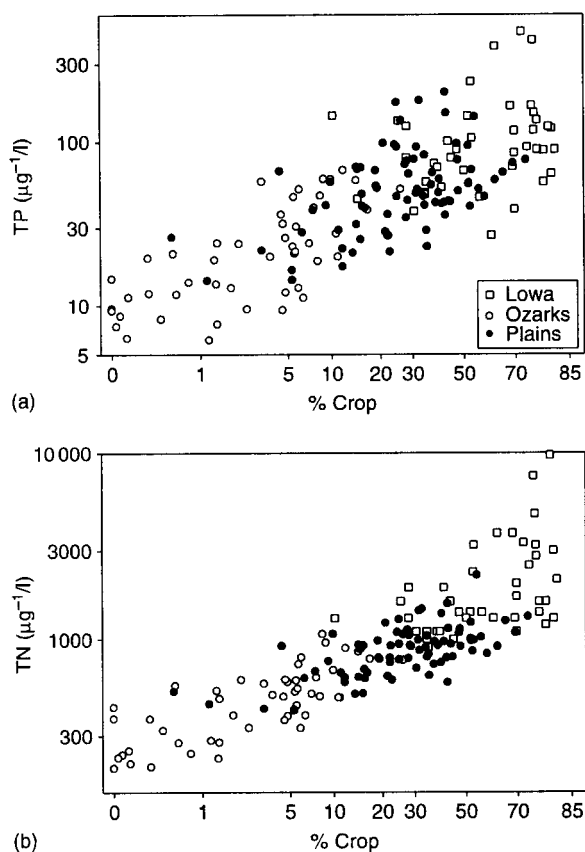 300
100
30
10
5
TP (µg⁻¹/l)
□ Lowa
○ Ozarks
● Plains
0 1 5 10 20 30 50 70 85
(a)
% Crop
10 000
3000
1000
300
TN (µg⁻¹/l)
0 1 5 10 20 30 50 70 85
(b)
% Crop